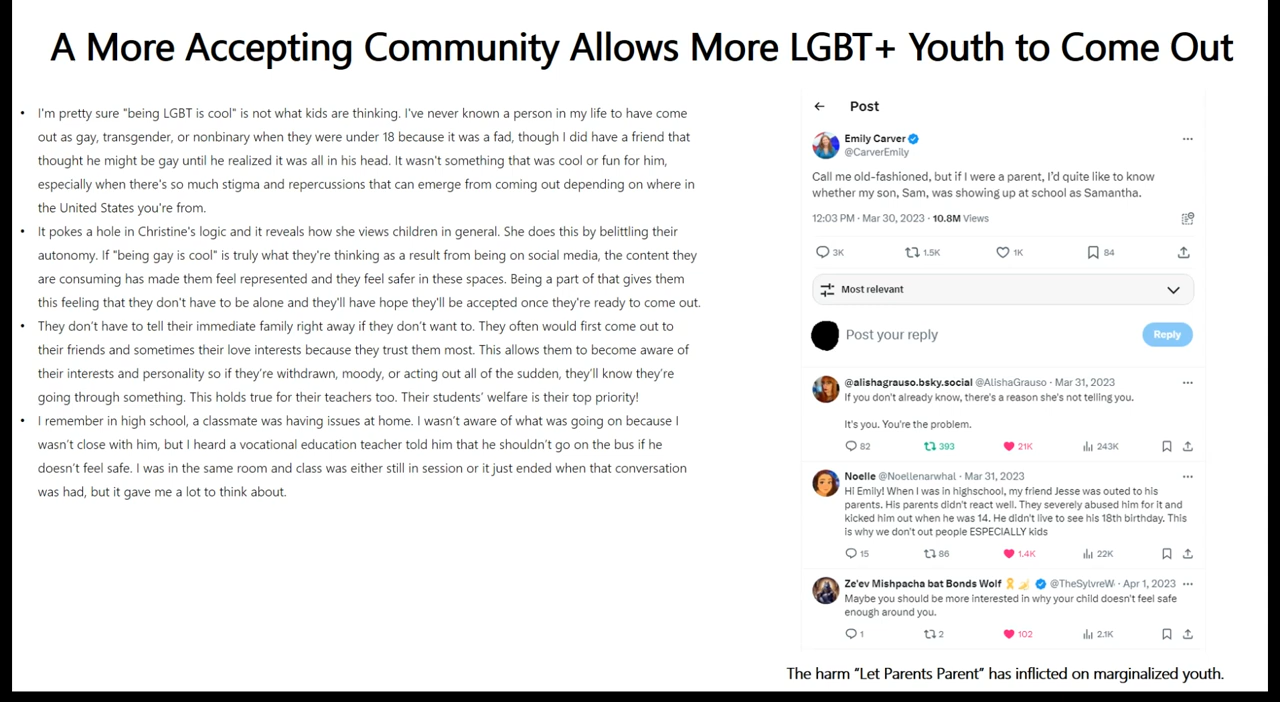 A More Accepting Community Allows More LGBT+ Youth to Come Out
• I'm pretty sure "being LGBT is cool" is not what kids are thinking. I've never known a person in my life to have come
out as gay, transgender, or nonbinary when they were under 18 because it was a fad, though I did have a friend that
thought he might be gay until he realized it was all in his head. It wasn't something that was cool or fun for him,
especially when there's so much stigma and repercussions that can emerge from coming out depending on where in
the United States you're from.
• It pokes a hole in Christine's logic and it reveals how she views children in general. She does this by belittling their
autonomy. If "being gay is cool" is truly what they're thinking as a result from being on social media, the content they
are consuming has made them feel represented and they feel safer in these spaces. Being a part of that gives them
this feeling that they don't have to be alone and they'll have hope they'll be accepted once they're ready to come out.
• They don't have to tell their immediate family right away if they don't want to. They often would first come out to
their friends and sometimes their love interests because they trust them most. This allows them to become aware of
their interests and personality so if they're withdrawn, moody, or acting out all of the sudden, they'll know they're
going through something. This holds true for their teachers too. Their students' welfare is their top priority!
• I remember in high school, a classmate was having issues at home. I wasn't aware of what was going on because I
wasn't close with him, but I heard a vocational education teacher told him that he shouldn't go on the bus if he
doesn't feel safe. I was in the same room and class was either still in session or it just ended when that conversation
was had, but it gave me a lot to think about.
Post
Emily Carver
@CarverEmily
Call me old-fashioned, but if I were a parent, I'd quite like to know
whether my son, Sam, was showing up at school as Samantha.
12:03 PM · Mar 30, 2023 · 10.8M Views
3K 1.5K 1K 84
Most relevant
Post your reply Reply
@alishagrauso.bsky.social @AlishaGrauso · Mar 31, 2023
If you don't already know, there's a reason she's not telling you.
It's you. You're the problem.
82 393 21K 243K
Noelle @Noellenarwhal · Mar 31, 2023
Hi Emily! When I was in highschool, my friend Jesse was outed to his
parents. His parents didn't react well. They severely abused him for it and
kicked him out when he was 14. He didn't live to see his 18th birthday. This
is why we don't out people ESPECIALLY kids
15 86 1.4K 22K
Ze'ev Mishpacha bat Bonds Wolf @TheSylvreW · Apr 1, 2023
Maybe you should be more interested in why your child doesn't feel safe
enough around you.
1 2 102 2.1K
The harm "Let Parents Parent" has inflicted on marginalized youth.